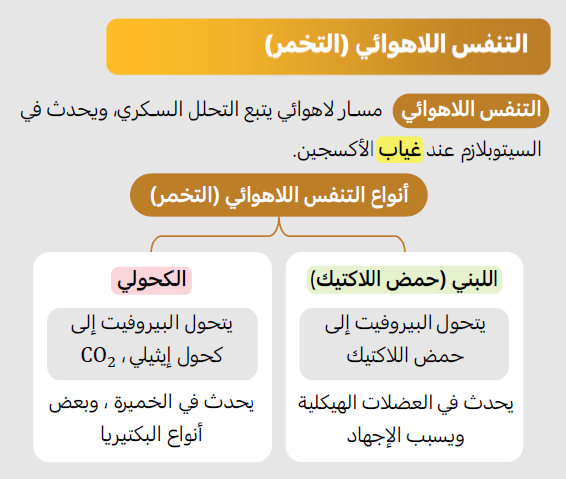 التنفس اللاهوائي (التخمر)
التنفس اللاهوائي مسار لاهوائي يتبع التحلل السكري، ويحدث في
السيتوبلازم عند غياب الأكسجين.
أنواع التنفس اللاهوائي (التخمر)
اللبني (حمض اللاكتيك)
يتحول البيروفيت إلى
حمض اللاكتيك
يحدث في العضلات الهيكلية
ويسبب الإجهاد
الكحولي
يتحول البيروفيت إلى
كحول إيثيلي ، CO₂
يحدث في الخميرة ، وبعض
أنواع البكتيريا